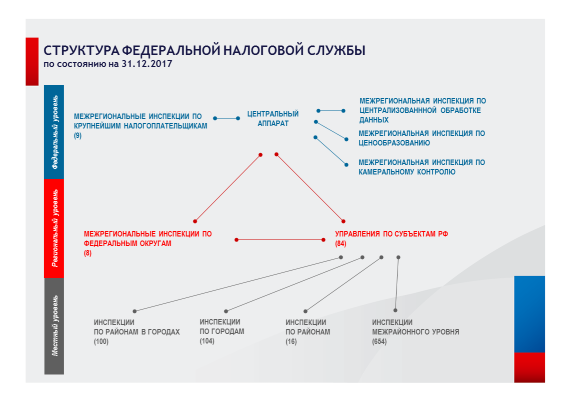 СТРУКТУРА ФЕДЕРАЛЬНОЙ НАЛОГОВОЙ СЛУЖБЫ
по состоянию на 31.12.2017
Федеральный уровень
МЕЖРЕГИОНАЛЬНЫЕ ИНСПЕКЦИИ ПО
КРУПНЕЙШИМ НАЛОГОПЛАТЕЛЬЩИКАМ
(9)
ЦЕНТРАЛЬНЫЙ
АППАРАТ
МЕЖРЕГИОНАЛЬНАЯ ИНСПЕКЦИЯ ПО
ЦЕНТРАЛИЗОВАНННОЙ ОБРАБОТКЕ
ДАННЫХ
МЕЖРЕГИОНАЛЬНАЯ ИНСПЕКЦИЯ ПО
ЦЕНООБРАЗОВАНИЮ
МЕЖРЕГИОНАЛЬНАЯ ИНСПЕКЦИЯ ПО
КАМЕРАЛЬНОМУ КОНТРОЛЮ
Региональный уровень
МЕЖРЕГИОНАЛЬНЫЕ ИНСПЕКЦИИ ПО
ФЕДЕРАЛЬНЫМ ОКРУГАМ
(8)
УПРАВЛЕНИЯ ПО СУБЪЕКТАМ РФ
(84)
Местный уровень
ИНСПЕКЦИИ
ПО РАЙОНАМ В ГОРОДАХ
(100)
ИНСПЕКЦИИ
ПО ГОРОДАМ
(104)
ИНСПЕКЦИИ
ПО РАЙОНАМ
(16)
ИНСПЕКЦИИ
МЕЖРАЙОННОГО УРОВНЯ
(684)